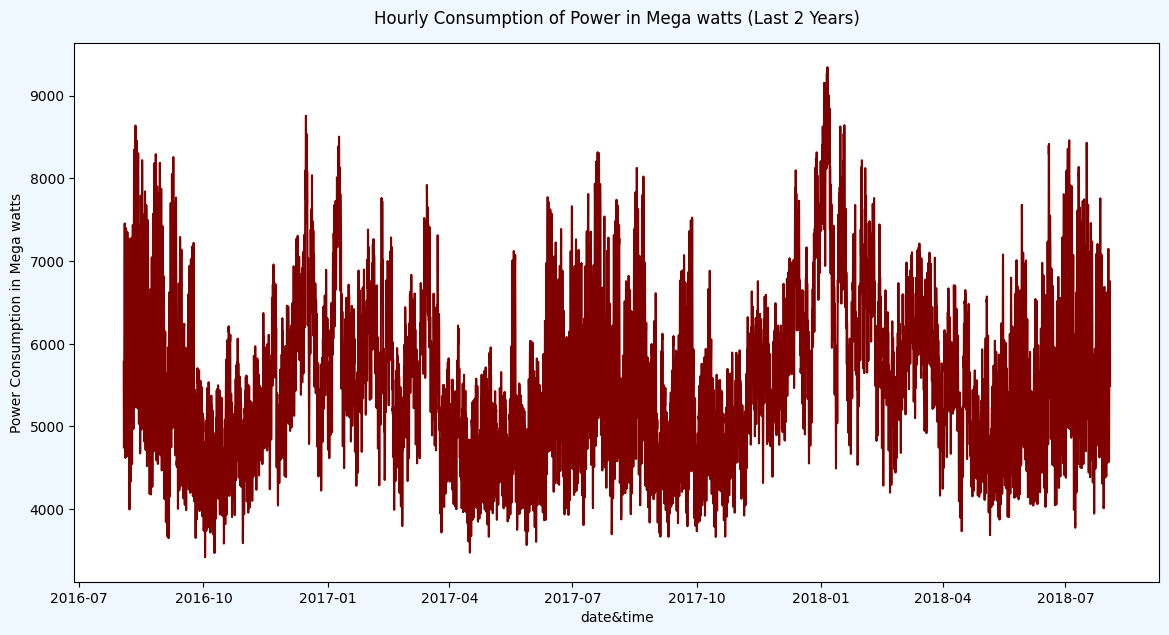 Hourly Consumption of Power in Mega watts (Last 2 Years)
Power Consumption in Mega watts
9000
8000
7000
6000
5000
4000
2016-07 2016-10 2017-01 2017-04 2017-07 2017-10 2018-01 2018-04 2018-07
date&time